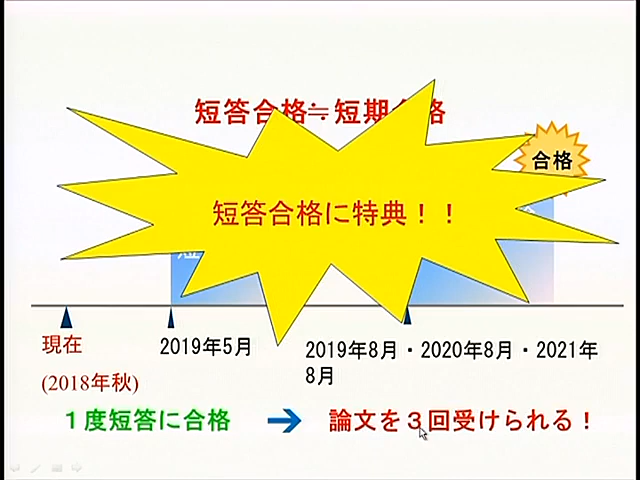 短答合格≒短期合格
合格
短答合格に特典！！
現在
(2018年秋)
2019年5月
2019年8月・2020年8月・2021年
8月
１度短答に合格
論文を３回受けられる！